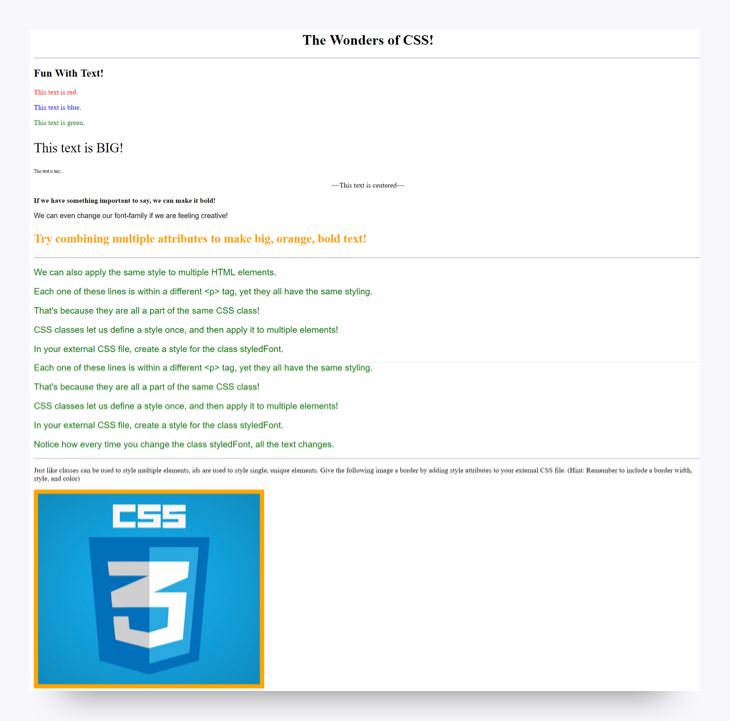 The Wonders of CSS!
Fun With Text!
This text is red.
This text is blue.
This text is green.
This text is BIG!
This text is tiny...
~~This text is centered~~
If we have something important to say, we can make it bold!
We can even change our font-family if we are feeling creative!
Try combining multiple attributes to make big, orange, bold text!
We can also apply the same style to multiple HTML elements.
Each one of these lines is within a different <p> tag, yet they all have the same styling.
That's because they are all a part of the same CSS class!
CSS classes let us define a style once, and then apply it to multiple elements!
In your external CSS file, create a style for the class styledFont.
Each one of these lines is within a different <p> tag, yet they all have the same styling.
That's because they are all a part of the same CSS class!
CSS classes let us define a style once, and then apply it to multiple elements!
In your external CSS file, create a style for the class styledFont.
Notice how every time you change the class styledFont, all the text changes.
Just like classes can be used to style multiple elements, ids are used to style single, unique elements. Give the following image a border by adding style attributes to your external CSS file. (Hint: Remember to include a border width,
style, and color)
CSS
3